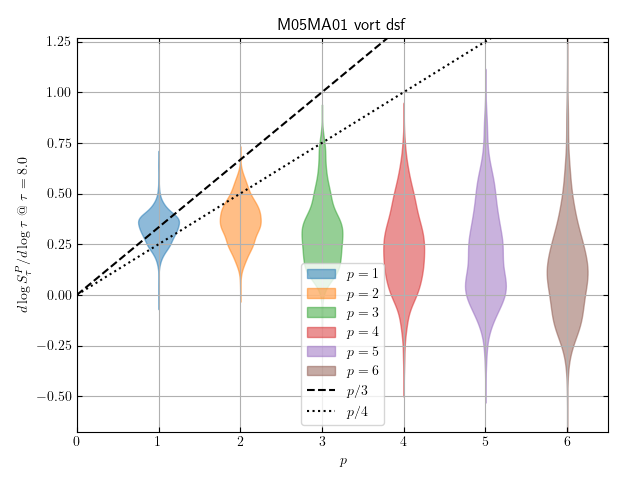 M05MA01 vort dsf
1.25
1.00
0.75
0.50
0.25
0.00
−0.25
−0.50
d log S_τ^p / d log τ @ τ = 8.0
p = 1
p = 2
p = 3
p = 4
p = 5
p = 6
p/3
p/4
0 1 2 3 4 5 6
p